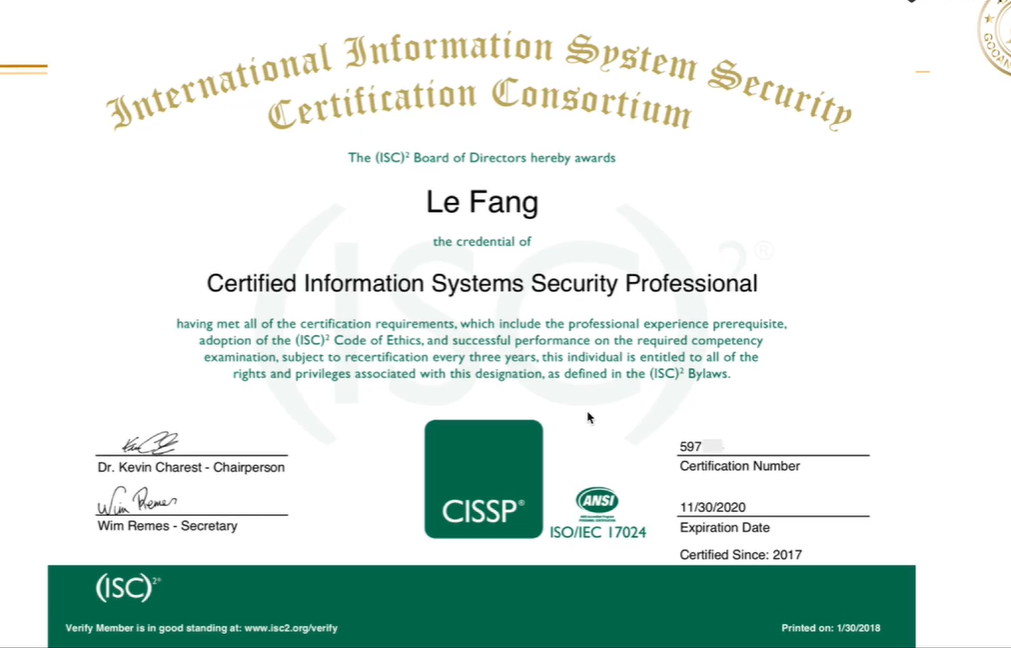 International Information System Security
Certification Consortium
The (ISC)² Board of Directors hereby awards
Le Fang
the credential of
Certified Information Systems Security Professional
having met all of the certification requirements, which include the professional experience prerequisite,
adoption of the (ISC)² Code of Ethics, and successful performance on the required competency
examination, subject to recertification every three years, this individual is entitled to all of the
rights and privileges associated with this designation, as defined in the (ISC)² Bylaws.
(ISC)²®
Dr. Kevin Charest - Chairperson
Wim Remes
Wim Remes - Secretary
CISSP®
ANSI
ISO/IEC 17024
597
Certification Number
11/30/2020
Expiration Date
Certified Since: 2017
(ISC)²®
Verify Member is in good standing at: www.isc2.org/verify
Printed on: 1/30/2018